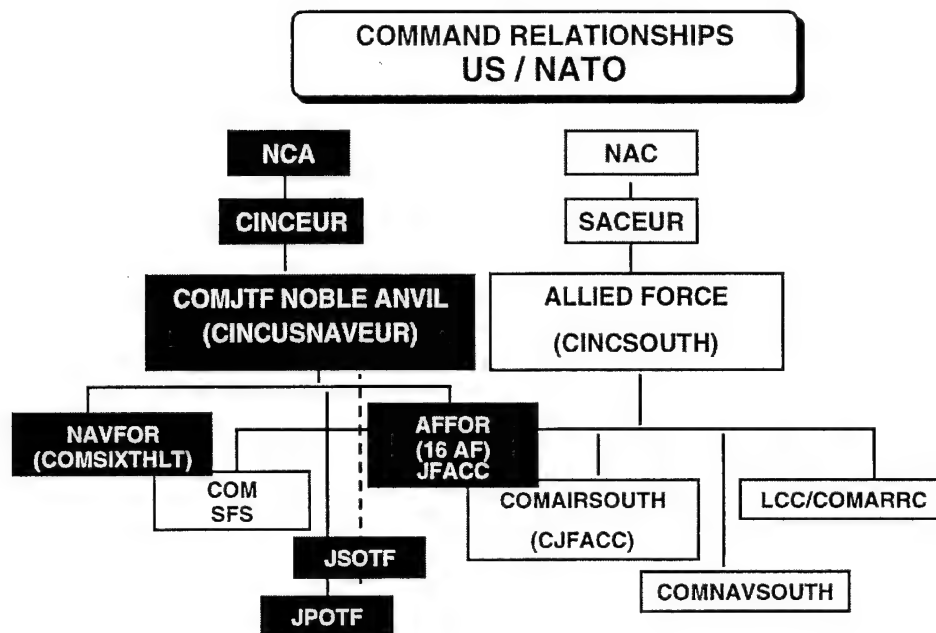 COMMAND RELATIONSHIPS
US / NATO
NCA
NAC
CINCEUR
SACEUR
COMJTF NOBLE ANVIL
(CINCUSNAVEUR)
ALLIED FORCE
(CINCSOUTH)
NAVFOR
(COMSIXTHLT)
AFFOR
(16 AF)
JFACC
COM
SFS
COMAIRSOUTH
(CJFACC)
LCC/COMARRC
JSOTF
COMNAVSOUTH
JPOTF